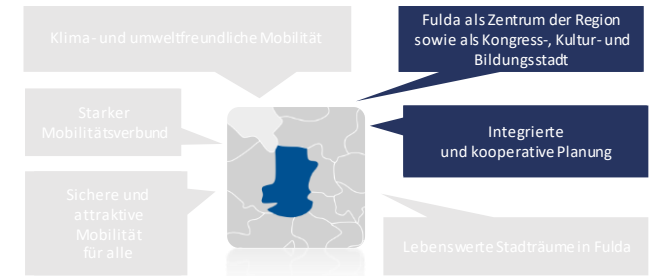 Klima- und umweltfreundliche Mobilität
Fulda als Zentrum der Region
sowie als Kongress-, Kultur- und
Bildungsstadt
Starker
Mobilitätsverbund
Integrierte
und kooperative Planung
Sichere und
attraktive
Mobilität
für alle
Lebenswerte Stadträume in Fulda